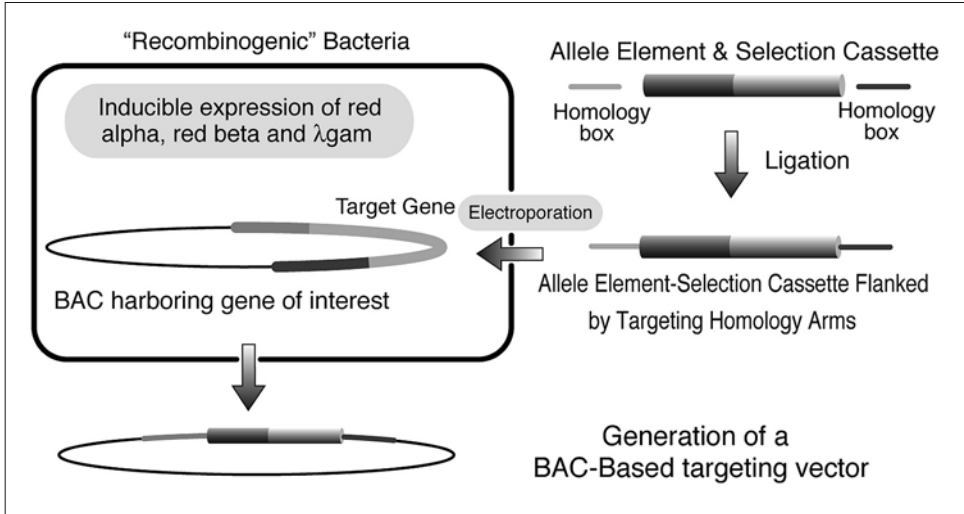 “Recombinogenic” Bacteria
Inducible expression of red
alpha, red beta and λgam
Target Gene
BAC harboring gene of interest
Electroporation
Allele Element & Selection Cassette
Homology
box
Homology
box
Ligation
Allele Element-Selection Cassette Flanked
by Targeting Homology Arms
Generation of a
BAC-Based targeting vector